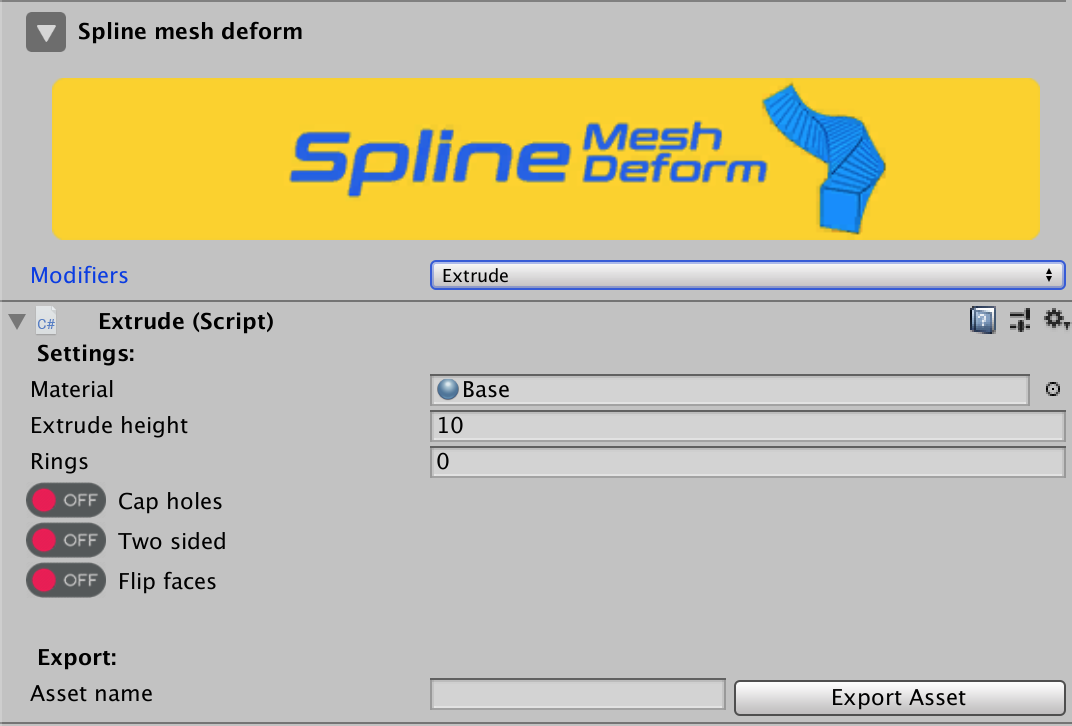 Spline mesh deform
Spline Mesh Deform
Modifiers Extrude
C# Extrude (Script) ?
Settings:
Material Base
Extrude height 10
Rings 0
OFF Cap holes
OFF Two sided
OFF Flip faces
Export:
Asset name Export Asset